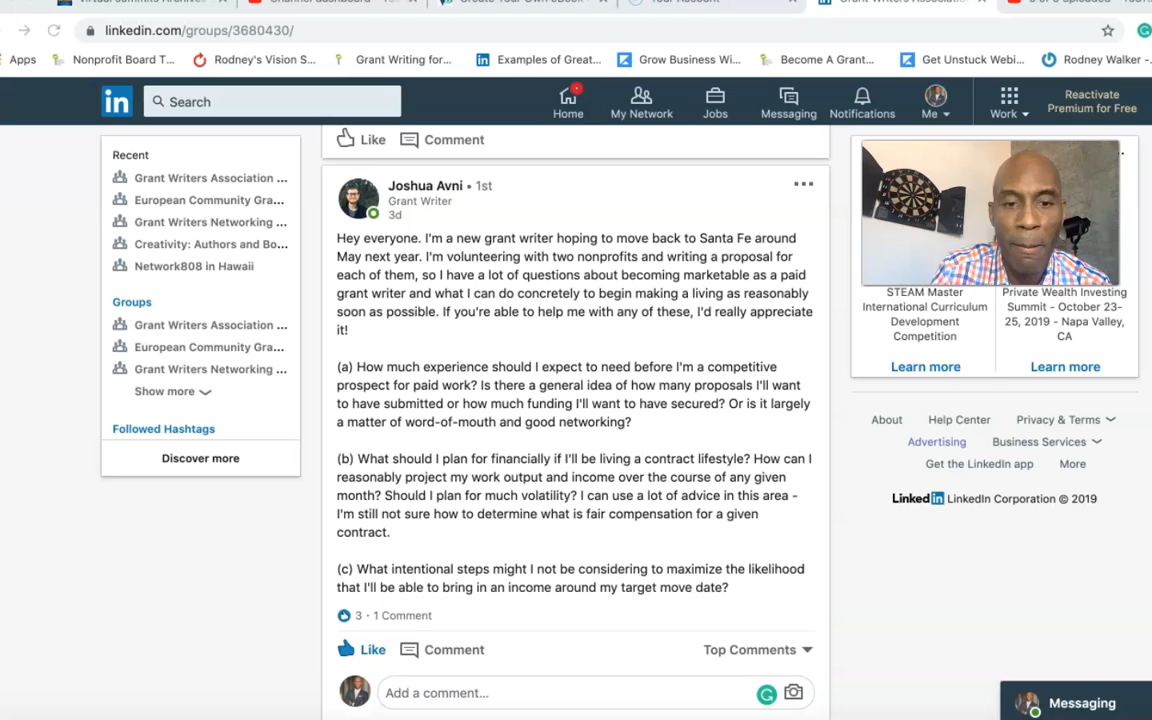 Virtual Summits Archives
Channel dashboard
Create Your Own Ebook
Your Account
Grant Writers Association
linkedin.com/groups/3680430/
Apps
Nonprofit Board T...
Rodney's Vision S...
Grant Writing for...
Examples of Great...
Grow Business Wi...
Become A Grant...
Get Unstuck Webi...
Rodney Walker -
in
Search
Home
My Network
Jobs
Messaging
Notifications
Me
Work
Reactivate
Premium for Free
Like
Comment
Recent
Grant Writers Association ...
European Community Gra...
Grant Writers Networking ...
Creativity: Authors and Bo...
Network808 in Hawaii
Groups
Grant Writers Association ...
European Community Gra...
Grant Writers Networking ...
Show more
Followed Hashtags
Discover more
Joshua Avni • 1st
Grant Writer
3d
Hey everyone. I'm a new grant writer hoping to move back to Santa Fe around
May next year. I'm volunteering with two nonprofits and writing a proposal for
each of them, so I have a lot of questions about becoming marketable as a paid
grant writer and what I can do concretely to begin making a living as reasonably
soon as possible. If you're able to help me with any of these, I'd really appreciate
it!
(a) How much experience should I expect to need before I'm a competitive
prospect for paid work? Is there a general idea of how many proposals I'll want
to have submitted or how much funding I'll want to have secured? Or is it largely
a matter of word-of-mouth and good networking?
(b) What should I plan for financially if I'll be living a contract lifestyle? How can I
reasonably project my work output and income over the course of any given
month? Should I plan for much volatility? I can use a lot of advice in this area -
I'm still not sure how to determine what is fair compensation for a given
contract.
(c) What intentional steps might I not be considering to maximize the likelihood
that I'll be able to bring in an income around my target move date?
3 · 1 Comment
Like
Comment
Top Comments
Add a comment...
STEAM Master
International Curriculum
Development
Competition
Learn more
Private Wealth Investing
Summit - October 23-
25, 2019 - Napa Valley,
CA
Learn more
About
Help Center
Privacy & Terms
Advertising
Business Services
Get the LinkedIn app
More
LinkedIn LinkedIn Corporation © 2019
Messaging